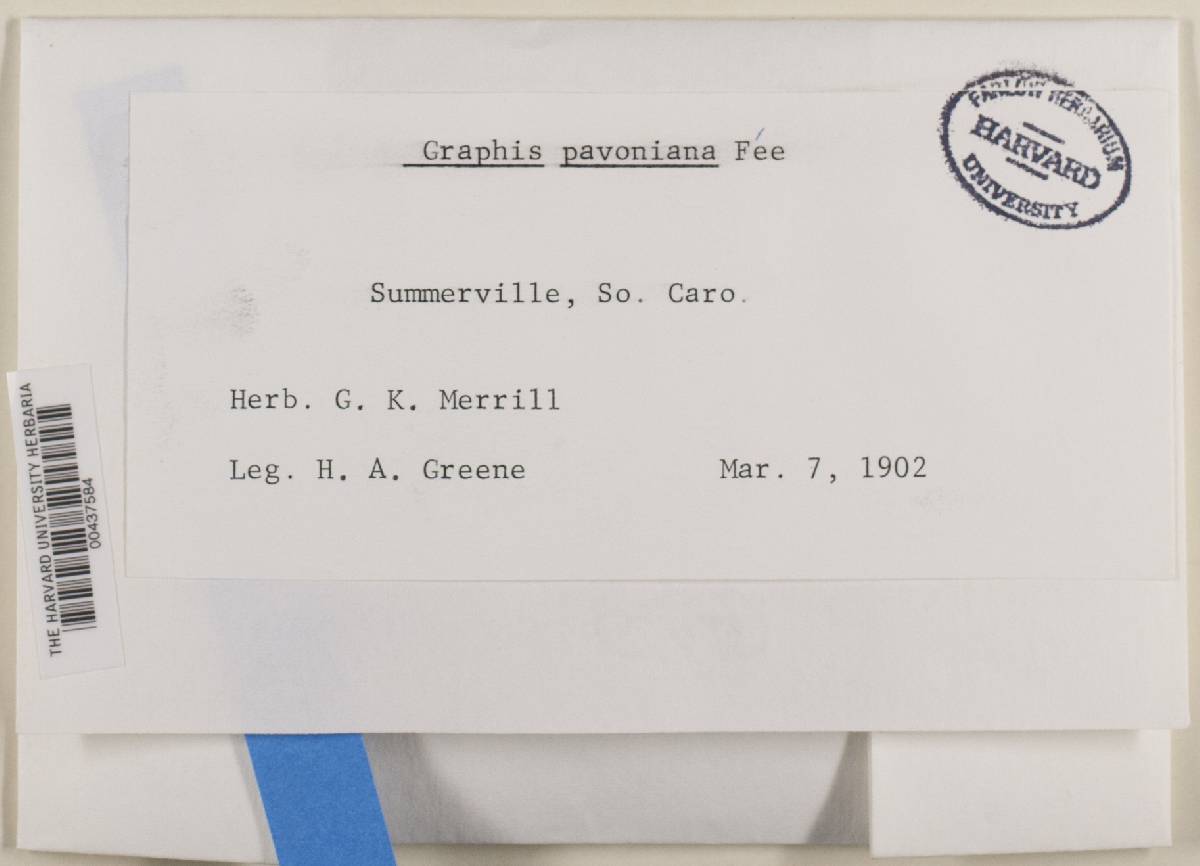 Graphis pavoniana Fée
FARLOW HERBARIUM
HARVARD
UNIVERSITY
Summerville, So. Caro.
Herb. G. K. Merrill
Leg. H. A. Greene Mar. 7, 1902
THE HARVARD UNIVERSITY HERBARIA
00437584